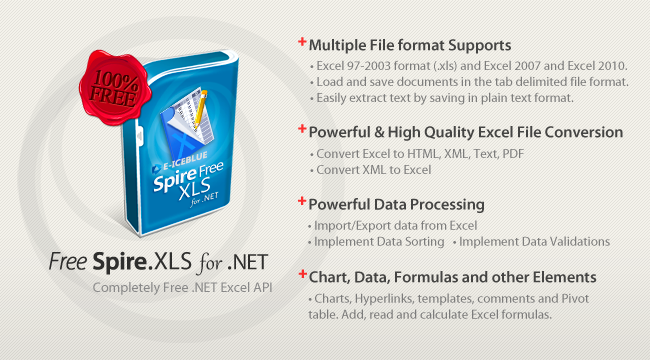 100%
FREE
E-ICEBLUE
Spire Free
XLS
for .NET
Free Spire.XLS for .NET
Completely Free .NET Excel API
+ Multiple File format Supports
• Excel 97-2003 format (.xls) and Excel 2007 and Excel 2010.
• Load and save documents in the tab delimited file format.
• Easily extract text by saving in plain text format.
+ Powerful & High Quality Excel File Conversion
• Convert Excel to HTML, XML, Text, PDF
• Convert XML to Excel
+ Powerful Data Processing
• Import/Export data from Excel
• Implement Data Sorting • Implement Data Validations
+ Chart, Data, Formulas and other Elements
• Charts, Hyperlinks, templates, comments and Pivot
table. Add, read and calculate Excel formulas.